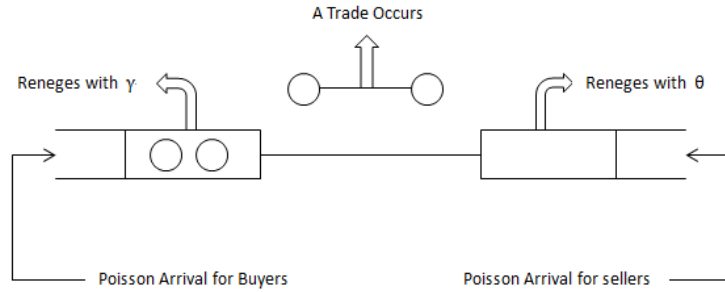 A Trade Occurs
Reneges with γ
Reneges with θ
Poisson Arrival for Buyers
Poisson Arrival for sellers